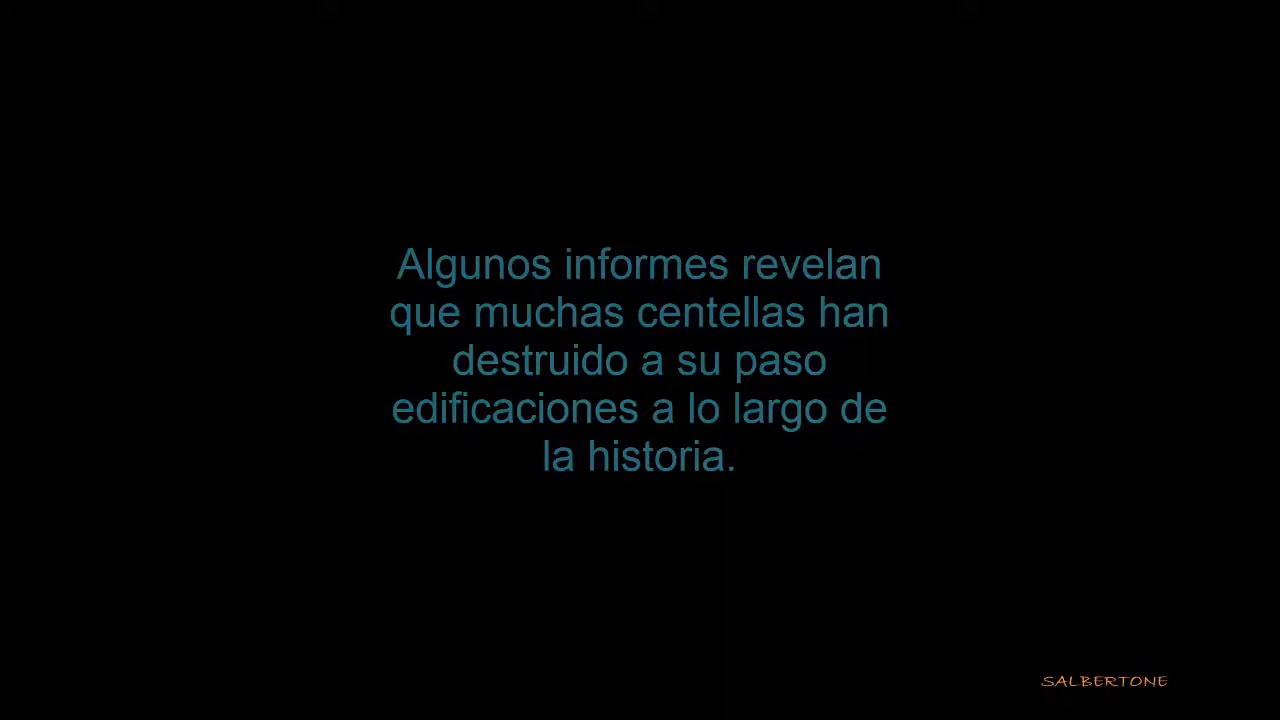 Algunos informes revelan
que muchas centellas han
destruido a su paso
edificaciones a lo largo de
la historia.
SALBERTONE